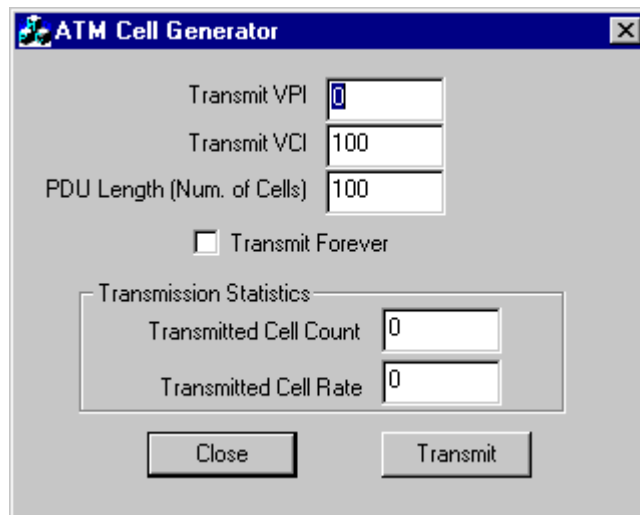 ATM Cell Generator
Transmit VPI 0
Transmit VCI 100
PDU Length (Num. of Cells) 100
Transmit Forever
Transmission Statistics
Transmitted Cell Count 0
Transmitted Cell Rate 0
Close Transmit